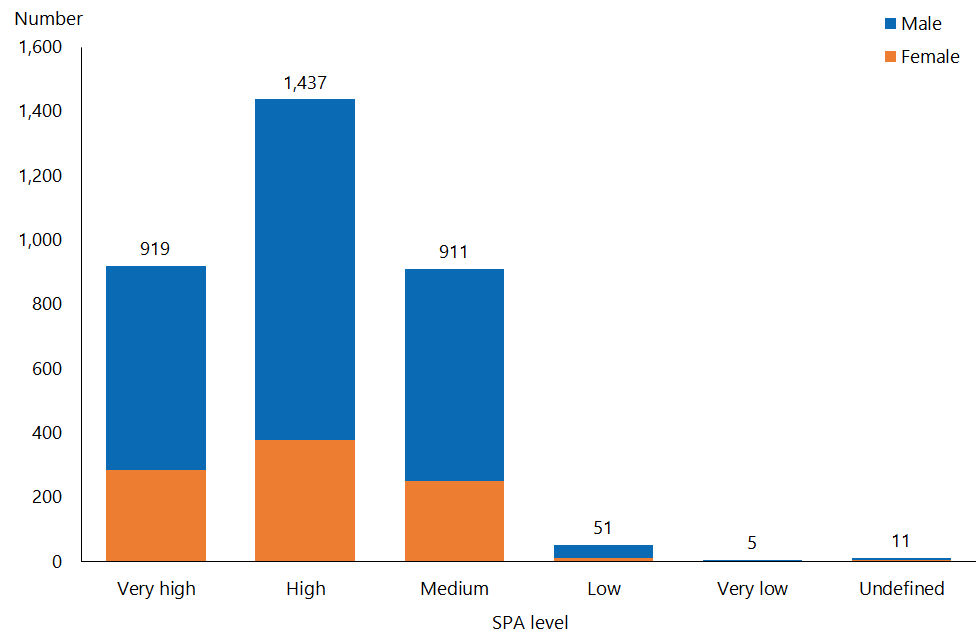 Number
Male
Female
1,600
1,400
1,200
1,000
800
600
400
200
0
919
1,437
911
51
5
11
Very high
High
Medium
Low
Very low
Undefined
SPA level